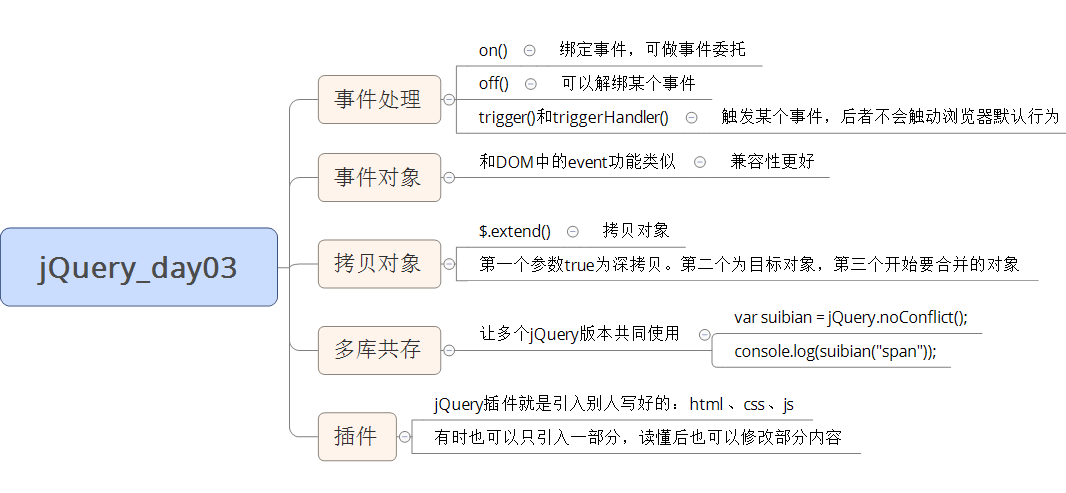 jQuery_day03
事件处理
on()
绑定事件，可做事件委托
off()
可以解绑某个事件
trigger()和triggerHandler()
触发某个事件，后者不会触动浏览器默认行为
事件对象
和DOM中的event功能类似
兼容性更好
拷贝对象
$.extend()
拷贝对象
第一个参数true为深拷贝。第二个为目标对象，第三个开始要合并的对象
多库共存
让多个jQuery版本共同使用
var suibian = jQuery.noConflict();
console.log(suibian("span"));
插件
jQuery插件就是引入别人写好的：html 、css 、js
有时也可以只引入一部分，读懂后也可以修改部分内容